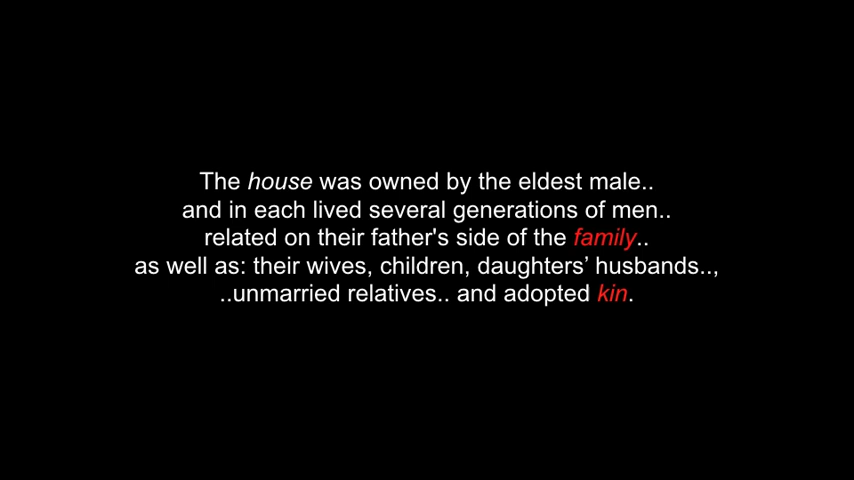 The house was owned by the eldest male..
and in each lived several generations of men..
related on their father's side of the family..
as well as: their wives, children, daughters’ husbands..,
..unmarried relatives.. and adopted kin.